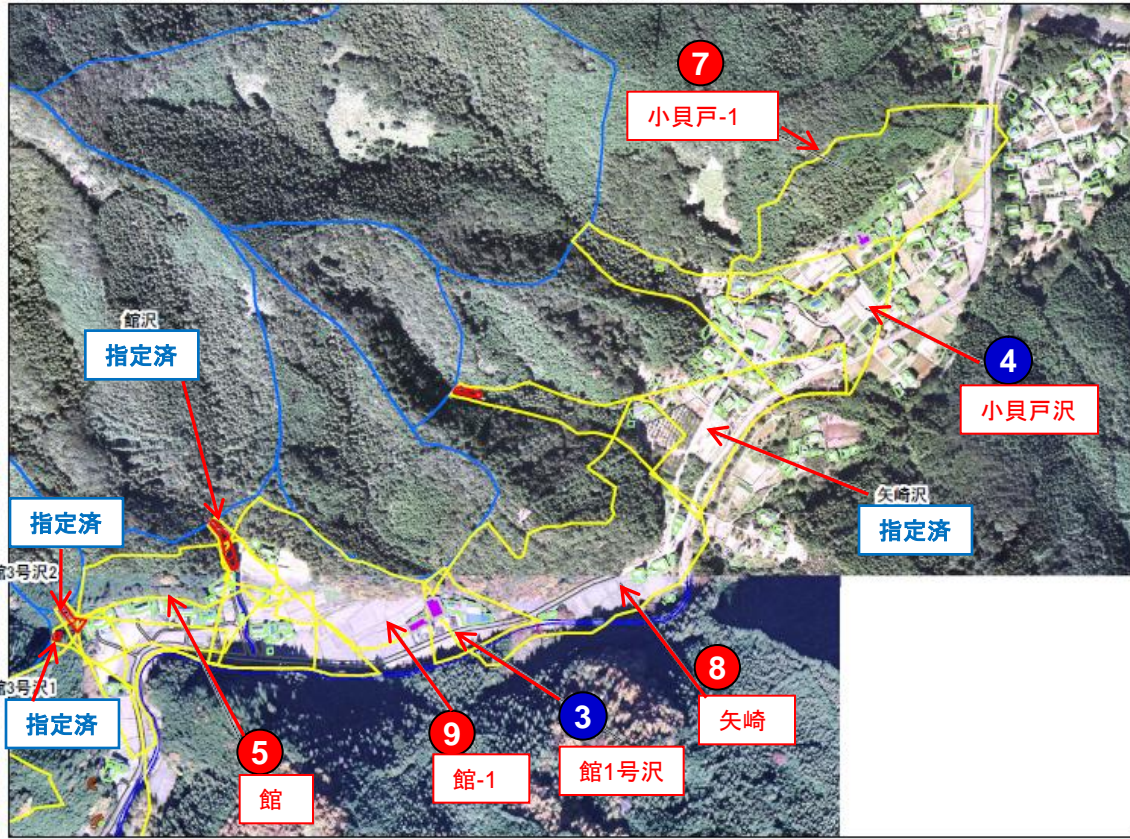 7
小貝戸-1
館沢
指定済
4
小貝戸沢
矢崎沢
指定済
指定済
館3号沢2
館3号沢1
指定済
5
館
9
館-1
3
館1号沢
8
矢崎